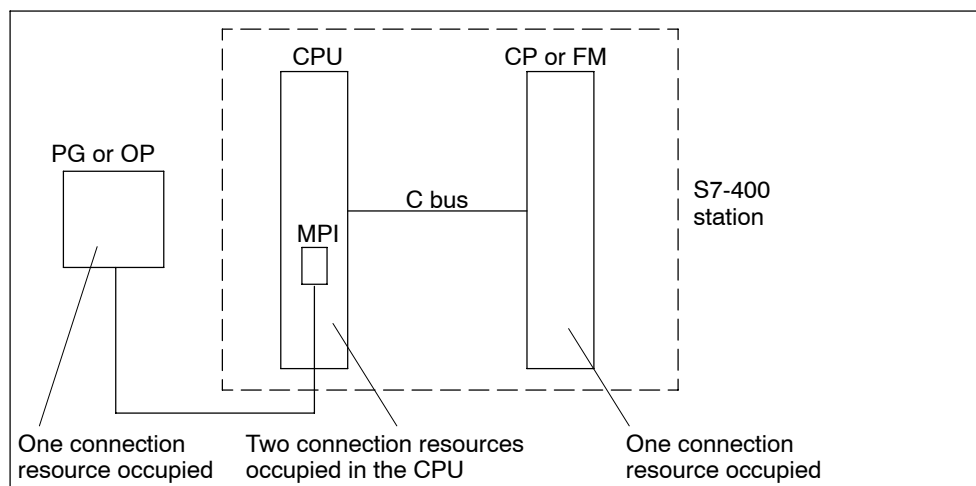 CPU
CP or FM
PG or OP
C bus
S7-400
station
MPI
One connection
resource occupied
Two connection resources
occupied in the CPU
One connection
resource occupied